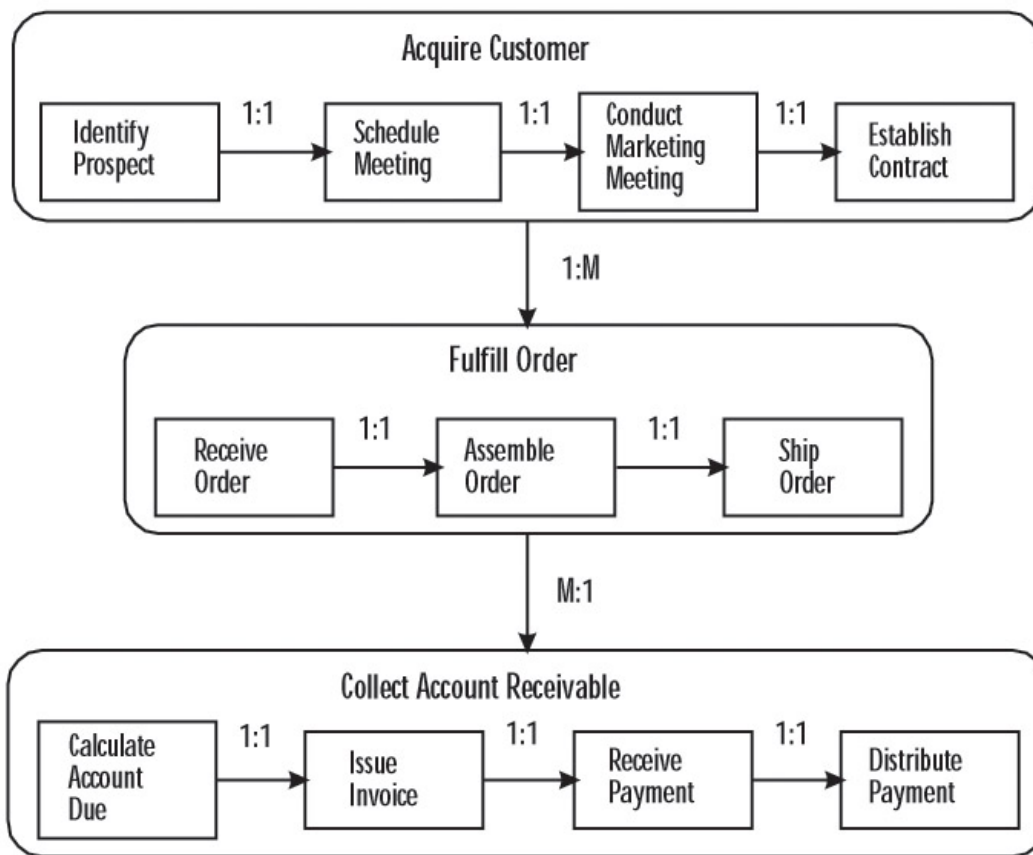 Acquire Customer
1:1
1:1
1:1
Identify
Prospect
Schedule
Meeting
Conduct
Marketing
Meeting
Establish
Contract
1:M
Fulfill Order
1:1
1:1
Receive
Order
Assemble
Order
Ship
Order
M:1
Collect Account Receivable
1:1
1:1
1:1
Calculate
Account
Due
Issue
Invoice
Receive
Payment
Distribute
Payment